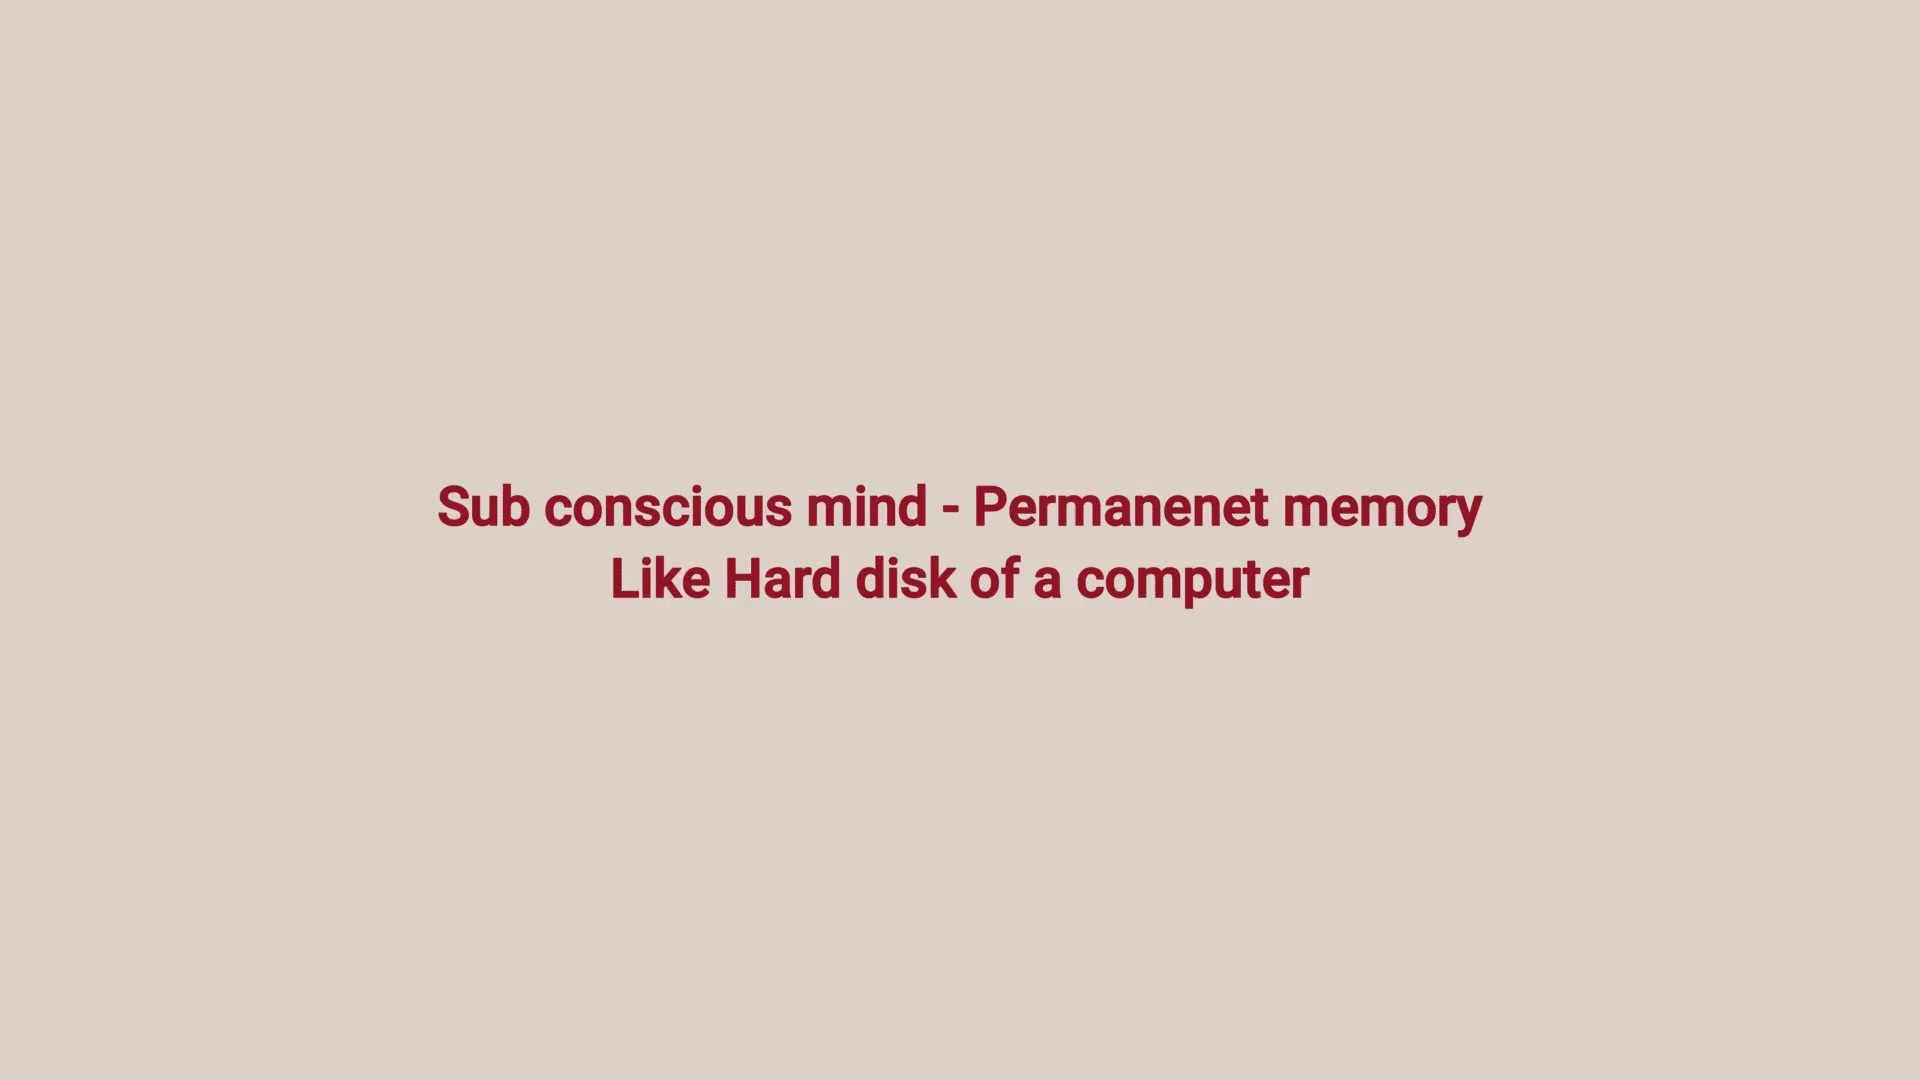 Sub conscious mind - Permanenet memory
Like Hard disk of a computer